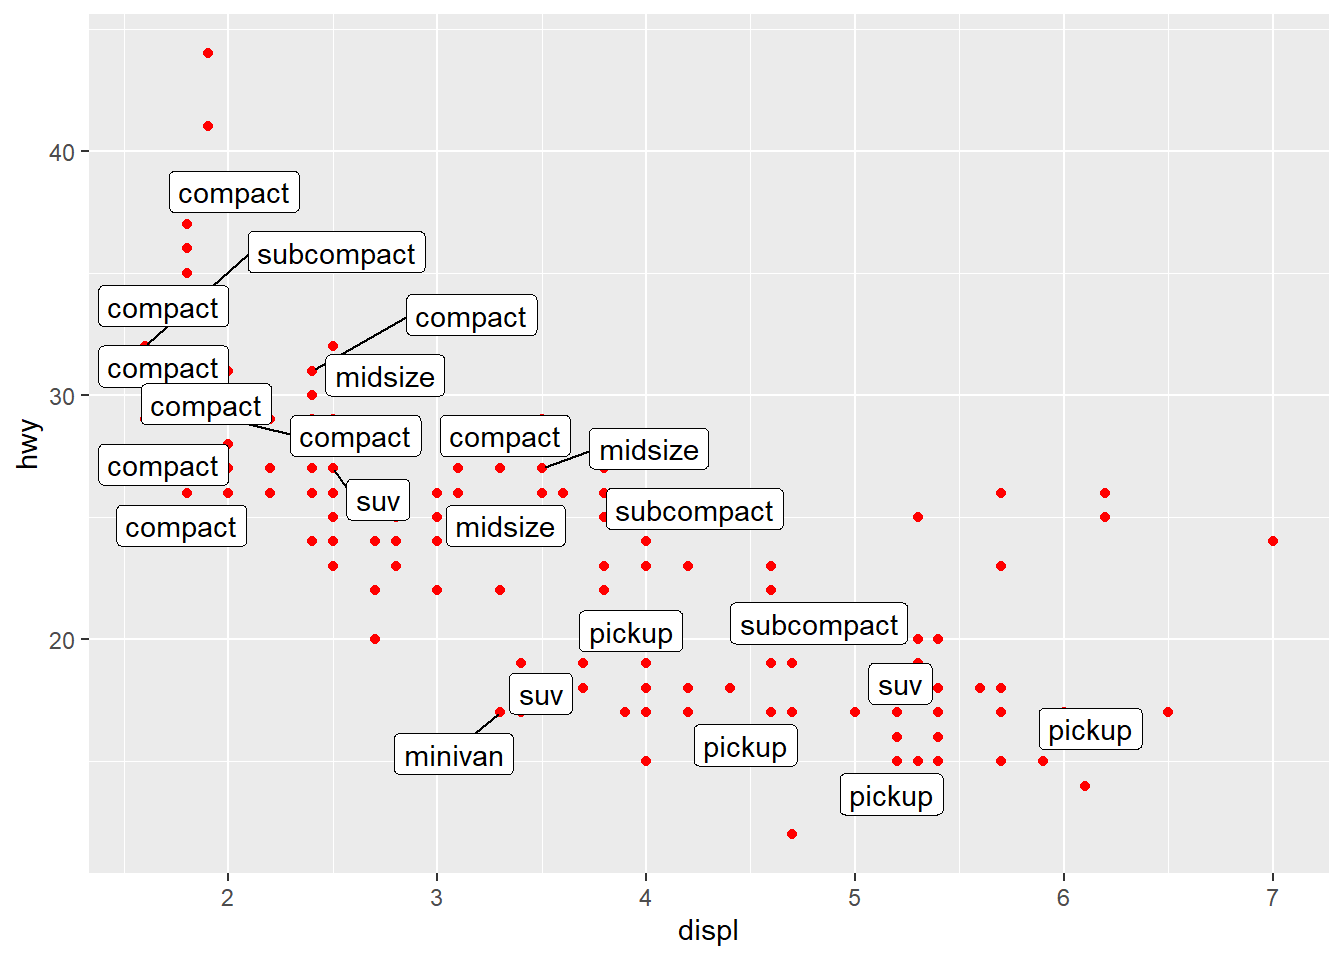 40
compact
subcompact
compact
compact
compact
midsize
30
compact
compact
compact
midsize
compact
suv
subcompact
compact
midsize
pickup
subcompact
20
suv
suv
pickup
minivan
pickup
pickup
hwy
2
3
4
5
6
7
displ